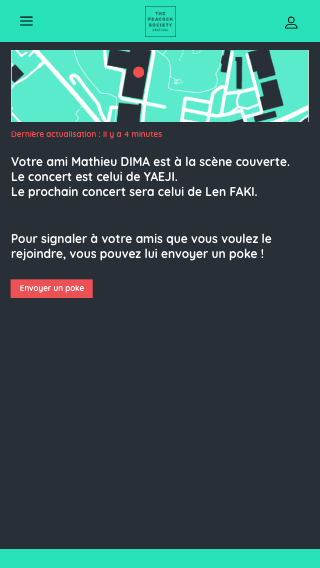 THE
PEACOCK
SOCIETY
FESTIVAL
Dernière actualisation : Il y a 4 minutes
Votre ami Mathieu DIMA est à la scène couverte.
Le concert est celui de YAEJI.
Le prochain concert sera celui de Len FAKI.
Pour signaler à votre amis que vous voulez le
rejoindre, vous pouvez lui envoyer un poke !
Envoyer un poke